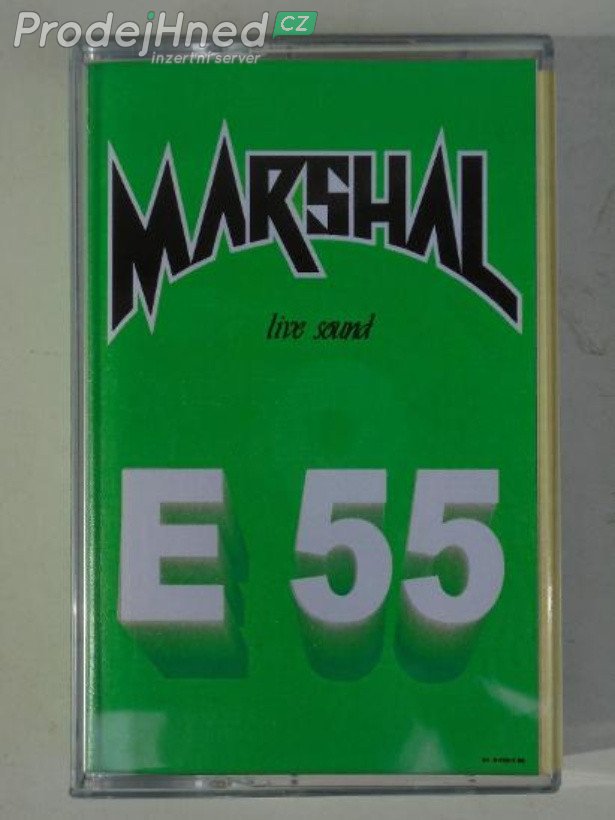 ProdejHned CZ
inzertní server
MARSHAL
live sound
E 55